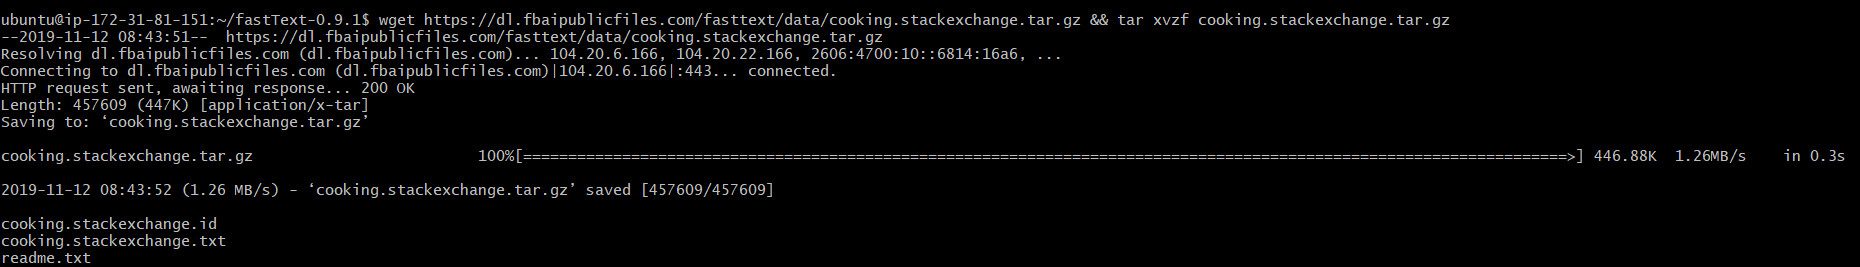 ubuntu@ip-172-31-81-151:~/fastText-0.9.1$ wget https://dl.fbaipublicfiles.com/fasttext/data/cooking.stackexchange.tar.gz && tar xvzf cooking.stackexchange.tar.gz
--2019-11-12 08:43:51--  https://dl.fbaipublicfiles.com/fasttext/data/cooking.stackexchange.tar.gz
Resolving dl.fbaipublicfiles.com (dl.fbaipublicfiles.com)... 104.20.6.166, 104.20.22.166, 2606:4700:10::6814:16a6, ...
Connecting to dl.fbaipublicfiles.com (dl.fbaipublicfiles.com)|104.20.6.166|:443... connected.
HTTP request sent, awaiting response... 200 OK
Length: 457609 (447K) [application/x-tar]
Saving to: ‘cooking.stackexchange.tar.gz’
cooking.stackexchange.tar.gz 100%[====================================================================================================================>] 446.88K 1.26MB/s in 0.3s
2019-11-12 08:43:52 (1.26 MB/s) - ‘cooking.stackexchange.tar.gz’ saved [457609/457609]
cooking.stackexchange.id
cooking.stackexchange.txt
readme.txt